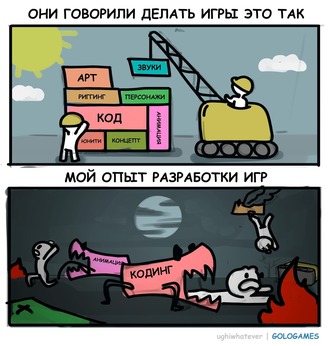 ОНИ ГОВОРИЛИ ДЕЛАТЬ ИГРЫ ЭТО ТАК
ЗВУКИ
АРТ
РИГГИНГ
ПЕРСОНАЖИ
КОД
АНИМАЦИЯ
ЮНИТИ
КОНЦЕПТ
МОЙ ОПЫТ РАЗРАБОТКИ ИГР
АНИМАЦИЯ
КОДИНГ
ughiwhatever | GOLOGAMES